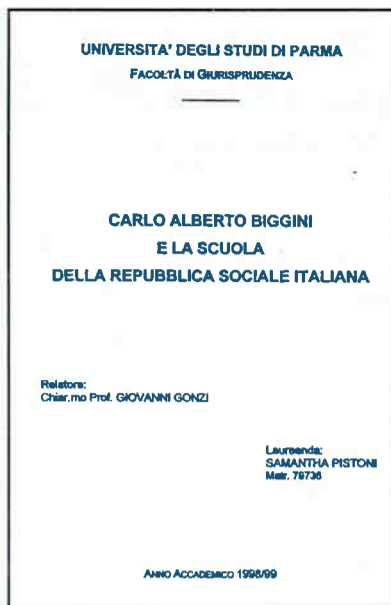 UNIVERSITA' DEGLI STUDI DI PARMA
FACOLTÀ DI GIURISPRUDENZA
CARLO ALBERTO BIGGINI
E LA SCUOLA
DELLA REPUBBLICA SOCIALE ITALIANA
Relatore:
Chiar.mo Prof. GIOVANNI GONZI
Laureanda:
SAMANTHA PISTONI
Matr. 79736
ANNO ACCADEMICO 1998/99